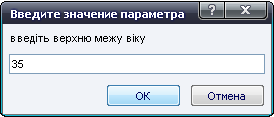 Введите значение параметра
введіть верхню межу віку
35
OK
Отмена